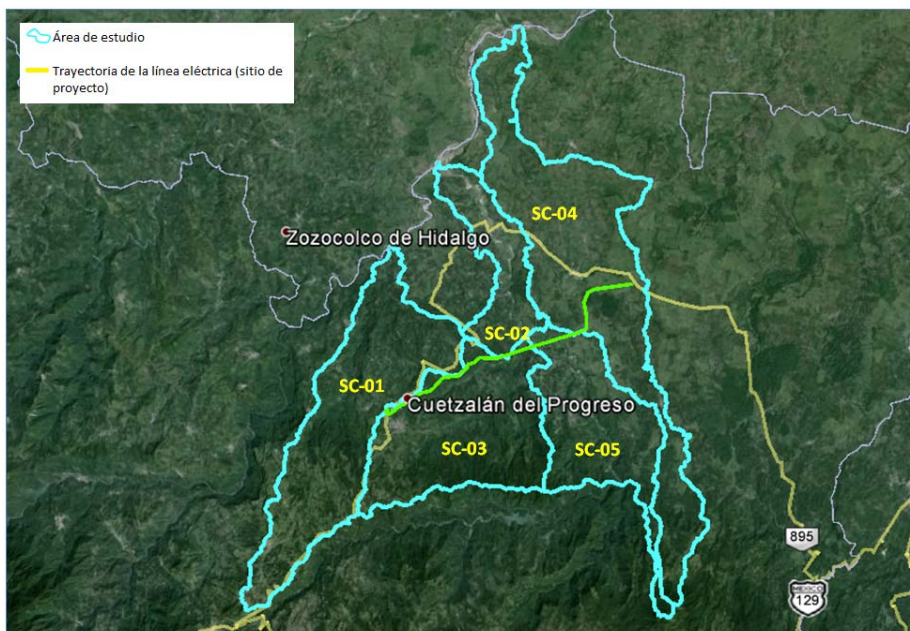 Área de estudio
Trayectoria de la línea eléctrica (sitio de
proyecto)
SC-04
Zozocolco de Hidalgo
SC-02
SC-01
Cuetzalán del Progreso
SC-03
SC-05
895
MEXICO
129